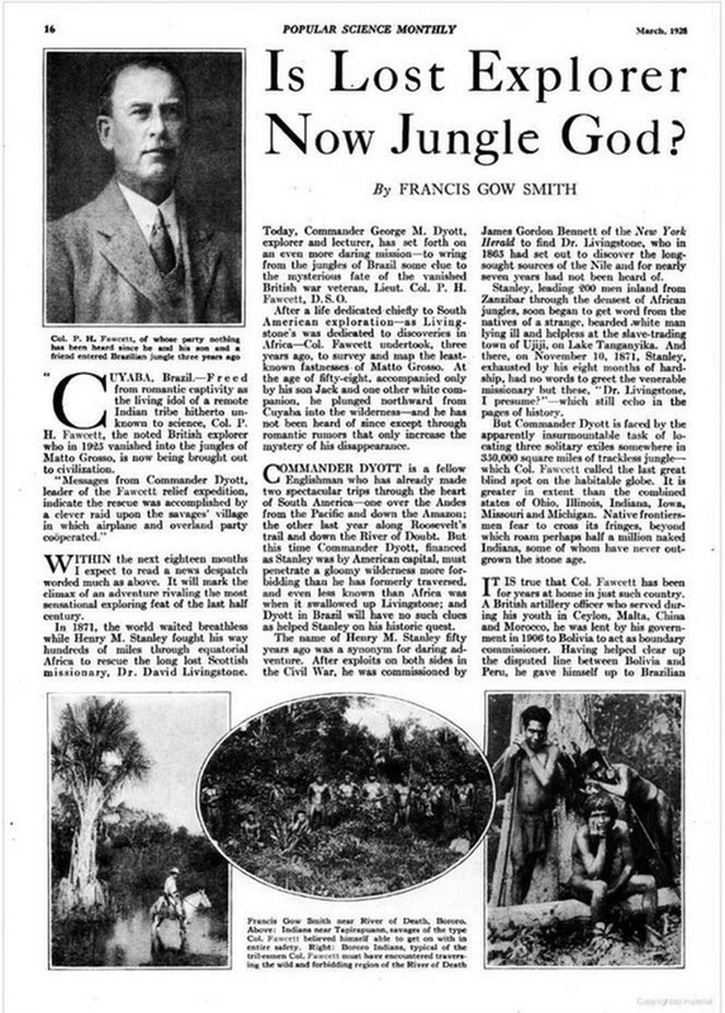 16
POPULAR SCIENCE MONTHLY
March, 1928
Is Lost Explorer
Now Jungle God?
By FRANCIS GOW SMITH
Col. P. H. Fawcett, of whose party nothing
has been heard since he and his son and a
friend entered Brazilian jungle three years ago
"CUYABA, Brazil.—Freed
from romantic captivity as
the living idol of a remote
Indian tribe hitherto un-
known to science, Col. P.
H. Fawcett, the noted British explorer
who in 1925 vanished into the jungles of
Matto Grosso, is now being brought out
to civilization.
"Messages from Commander Dyott,
leader of the Fawcett relief expedition,
indicate the rescue was accomplished by
a clever raid upon the savages' village
in which airplane and overland party
coöperated."
WITHIN the next eighteen months
I expect to read a news despatch
worded much as above. It will mark the
climax of an adventure rivaling the most
sensational exploring feat of the last half
century.
In 1871, the world waited breathless
while Henry M. Stanley fought his way
hundreds of miles through equatorial
Africa to rescue the long lost Scottish
missionary, Dr. David Livingstone.
Today, Commander George M. Dyott,
explorer and lecturer, has set forth on
an even more daring mission—to wring
from the jungles of Brazil some clue to
the mysterious fate of the vanished
British war veteran, Lieut. Col. P. H.
Fawcett, D.S.O.
After a life dedicated chiefly to South
American exploration—as Living-
stone's was dedicated to discoveries in
Africa—Col. Fawcett undertook, three
years ago, to survey and map the least-
known fastnesses of Matto Grosso. At
the age of fifty-eight, accompanied only
by his son Jack and one other white com-
panion, he plunged northward from
Cuyaba into the wilderness—and he has
not been heard of since except through
romantic rumors that only increase the
mystery of his disappearance.
COMMANDER DYOTT is a fellow
Englishman who has already made
two spectacular trips through the heart
of South America—one over the Andes
from the Pacific and down the Amazon;
the other last year along Roosevelt's
trail and down the River of Doubt. But
this time Commander Dyott, financed
as Stanley was by American capital, must
penetrate a gloomy wilderness more for-
bidding than he has formerly traversed,
and even less known than Africa was
when it swallowed up Livingstone; and
Dyott in Brazil will have no such clues
as helped Stanley on his historic quest.
The name of Henry M. Stanley fifty
years ago was a synonym for daring ad-
venture. After exploits on both sides in
the Civil War, he was commissioned by
James Gordon Bennett of the New York
Herald to find Dr. Livingstone, who in
1865 had set out to discover the long-
sought sources of the Nile and for nearly
seven years had not been heard of.
Stanley, leading 200 men inland from
Zanzibar through the densest of African
jungles, soon began to get word from the
natives of a strange, bearded white man
lying ill and helpless at the slave-trading
town of Ujiji, on Lake Tanganyika. And
there, on November 10, 1871, Stanley,
exhausted by his eight months of hard-
ship, had no words to greet the venerable
missionary but these, "Dr. Livingstone,
I presume?"—which still echo in the
pages of history.
But Commander Dyott is faced by the
apparently insurmountable task of lo-
cating three solitary exiles somewhere in
350,000 square miles of trackless jungle—
which Col. Fawcett called the last great
blind spot on the habitable globe. It is
greater in extent than the combined
states of Ohio, Illinois, Indiana, Iowa,
Missouri and Michigan. Native frontiers-
men fear to cross its fringes, beyond
which roam perhaps half a million naked
Indians, some of whom have never out-
grown the stone age.
IT IS true that Col. Fawcett has been
for years at home in just such country.
A British artillery officer who served dur-
ing his youth in Ceylon, Malta, China
and Morocco, he was lent by his govern-
ment in 1906 to Bolivia to act as boundary
commissioner. Having helped clear up
the disputed line between Bolivia and
Peru, he gave himself up to Brazilian
Francis Gow Smith near River of Death, Bororo.
Above: Indians near Tapirapuann, savages of the type
Col. Fawcett believed himself able to get on with in
entire safety. Right: Bororo Indians, typical of the
tribesmen Col. Fawcett must have encountered travers-
ing the wild and forbidding region of the River of Death
Copyrighted material